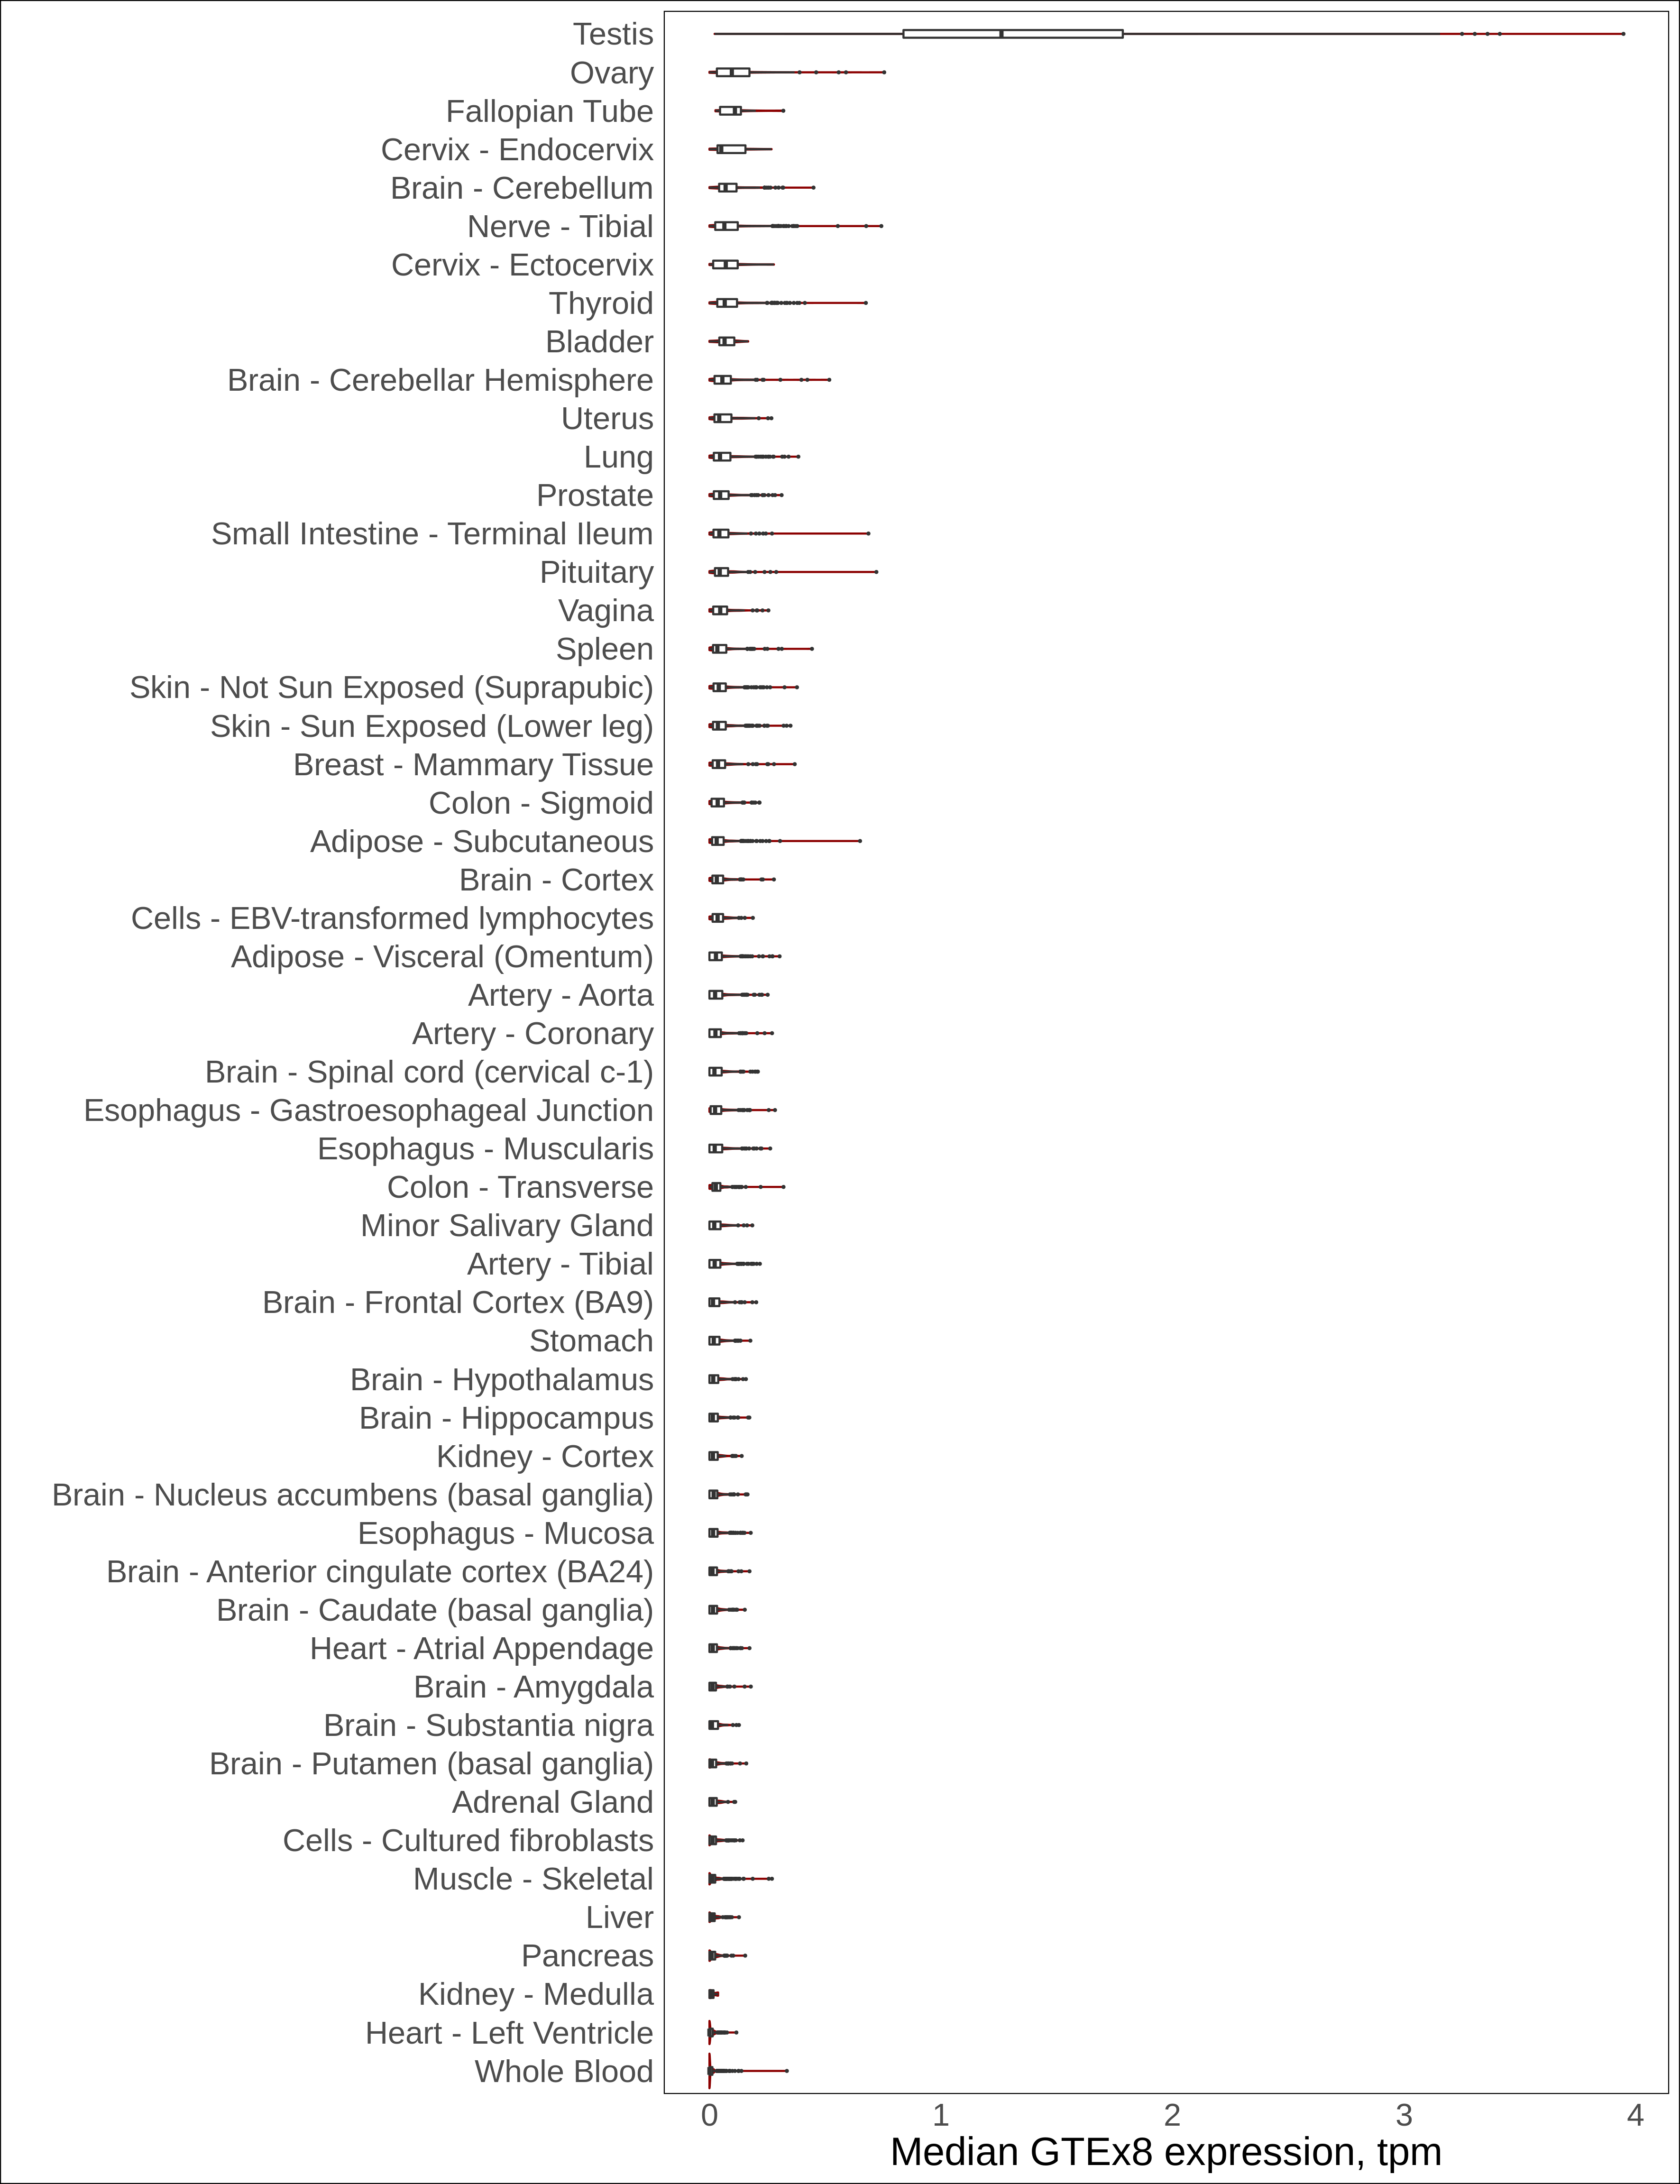 Testis
Ovary
Fallopian Tube
Cervix - Endocervix
Brain - Cerebellum
Nerve - Tibial
Cervix - Ectocervix
Thyroid
Bladder
Brain - Cerebellar Hemisphere
Uterus
Lung
Prostate
Small Intestine - Terminal Ileum
Pituitary
Vagina
Spleen
Skin - Not Sun Exposed (Suprapubic)
Skin - Sun Exposed (Lower leg)
Breast - Mammary Tissue
Colon - Sigmoid
Adipose - Subcutaneous
Brain - Cortex
Cells - EBV-transformed lymphocytes
Adipose - Visceral (Omentum)
Artery - Aorta
Artery - Coronary
Brain - Spinal cord (cervical c-1)
Esophagus - Gastroesophageal Junction
Esophagus - Muscularis
Colon - Transverse
Minor Salivary Gland
Artery - Tibial
Brain - Frontal Cortex (BA9)
Stomach
Brain - Hypothalamus
Brain - Hippocampus
Kidney - Cortex
Brain - Nucleus accumbens (basal ganglia)
Esophagus - Mucosa
Brain - Anterior cingulate cortex (BA24)
Brain - Caudate (basal ganglia)
Heart - Atrial Appendage
Brain - Amygdala
Brain - Substantia nigra
Brain - Putamen (basal ganglia)
Adrenal Gland
Cells - Cultured fibroblasts
Muscle - Skeletal
Liver
Pancreas
Kidney - Medulla
Heart - Left Ventricle
Whole Blood
0 1 2 3 4
Median GTEx8 expression, tpm